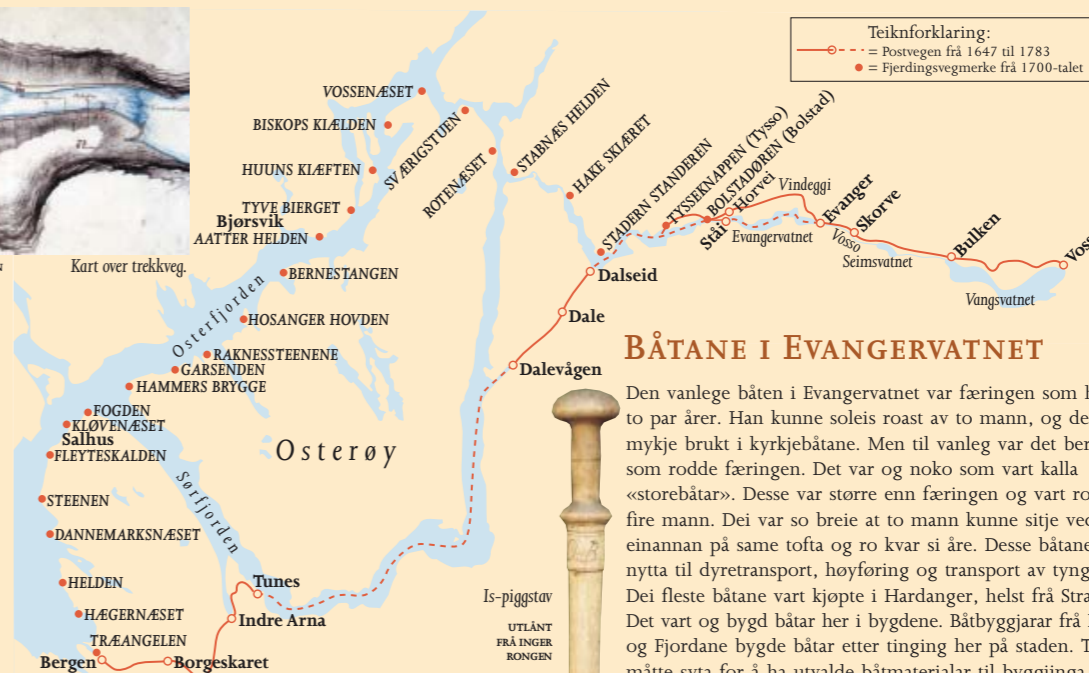 Teiknforklaring:
= Postvegen frå 1647 til 1783
= Fjerdingsvegmerke frå 1700-talet
Kart over trekkveg.
VOSSENÆSET
BISKOPS KIÆLDEN
HUUNS KIÆFTEN
TYVE BIERGET
Bjørsvik
AATTER HELDEN
SVÆRIGSTUEN
ROTENÆSET
STABNÆS HELDEN
HAKE SKIÆRET
STADERN STANDEREN
TYSSEKNAPPEN (Tysso)
BOLSTADØREN (Bolstad)
Horvei
Stål
Vindeggi
Evangervatnet
Evanger
Vosso
Skorve
Seimsvatnet
Bulken
Vangsvatnet
Dalseid
Dale
Dalevågen
BERNESTANGEN
Osterfjorden
HOSANGER HOVDEN
RAKNESSTEENENE
GARSENDEN
HAMMERS BRYGGE
FOGDEN
KLØVENÆSET
Salhus
FLEYTESKALDEN
Osterøy
STEENEN
Sørfjorden
DANNEMARKSNÆSET
HELDEN
Tunes
HÆGERNÆSET
Indre Arna
TRÆANGELEN
Bergen
Borgeskaret
Is-piggstav
UTLÅNT
FRÅ INGER
RONGEN
BÅTANE I EVANGERVATNET
Den vanlege båten i Evangervatnet var færingen som
to par årer. Han kunne soleis roast av to mann, og
mykje brukt i kyrkjebåtane. Men til vanleg var det
som rodde færingen. Det var og noko som vart kalla
«storebåtar». Desse var større enn færingen og vart
fire mann. Dei var so breie at to mann kunne sitje
einannan på same tofta og ro kvar si åre. Desse båtane
nytta til dyretransport, høyføring og transport av
Dei fleste båtane vart kjøpte i Hardanger, helst frå
Det vart og bygd båtar her i bygdene. Båtbyggjarar frå
og Fjordane bygde båtar etter tinging her på staden.
måtte syta for å ha utvalde båtmaterialar til byggjinga